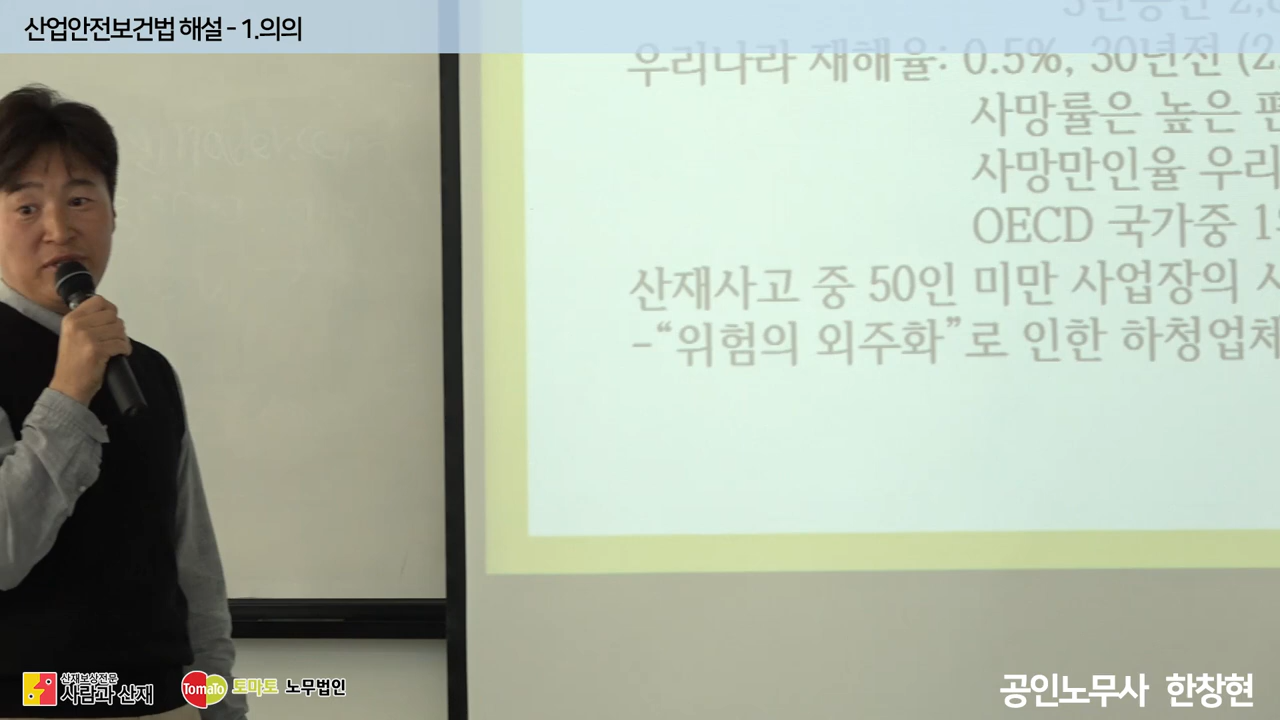 산업안전보건법 해설 - 1.의의
우리나라 재해율: 0.5%, 30년전 (2.
사망률은 높은 편
사망만인율 우리
OECD 국가중 1
산재사고 중 50인 미만 사업장의
-“위험의 외주화”로 인한 하청업체
산재보상전문
사람과 산재
TomaTo 토마토 노무법인
공인노무사 한창현